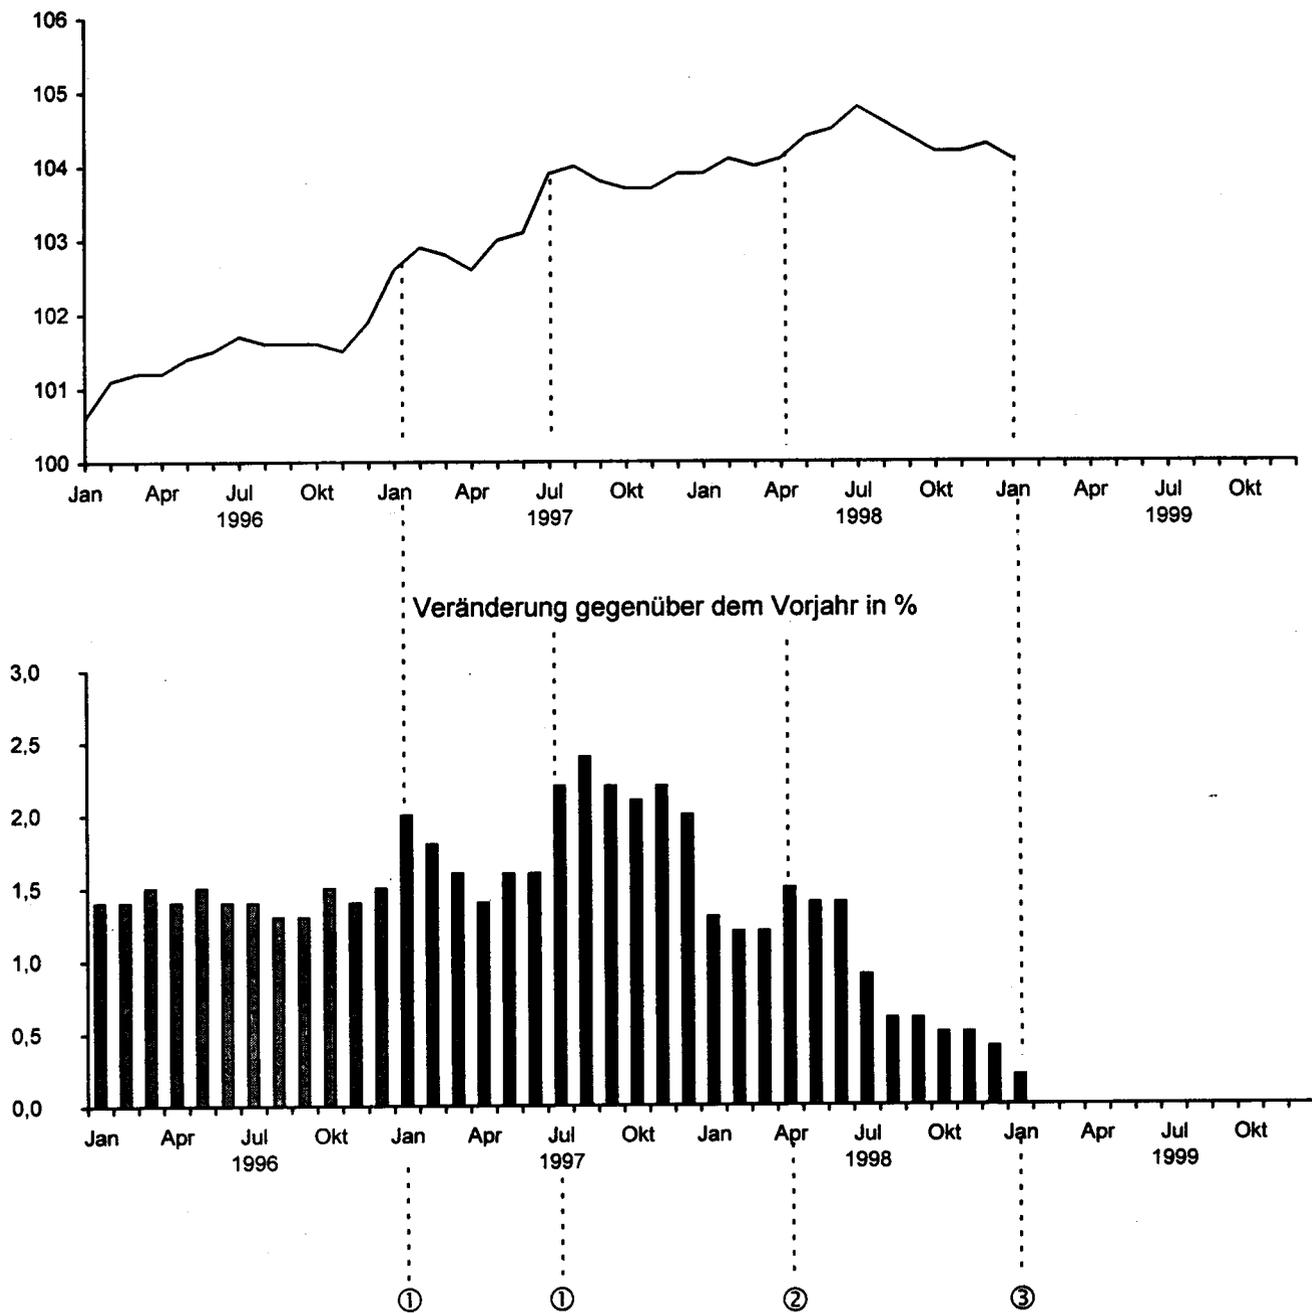 106
105
104
103
102
101
100
Jan Apr Jul Okt Jan Apr Jul Okt Jan Apr Jul Okt Jan Apr Jul Okt
1996 1997 1998 1999
Veränderung gegenüber dem Vorjahr in %
3,0
2,5
2,0
1,5
1,0
0,5
0,0
Jan Apr Jul Okt Jan Apr Jul Okt Jan Apr Jul Okt Jan Apr Jul Okt
1996 1997 1998 1999
① ① ② ③